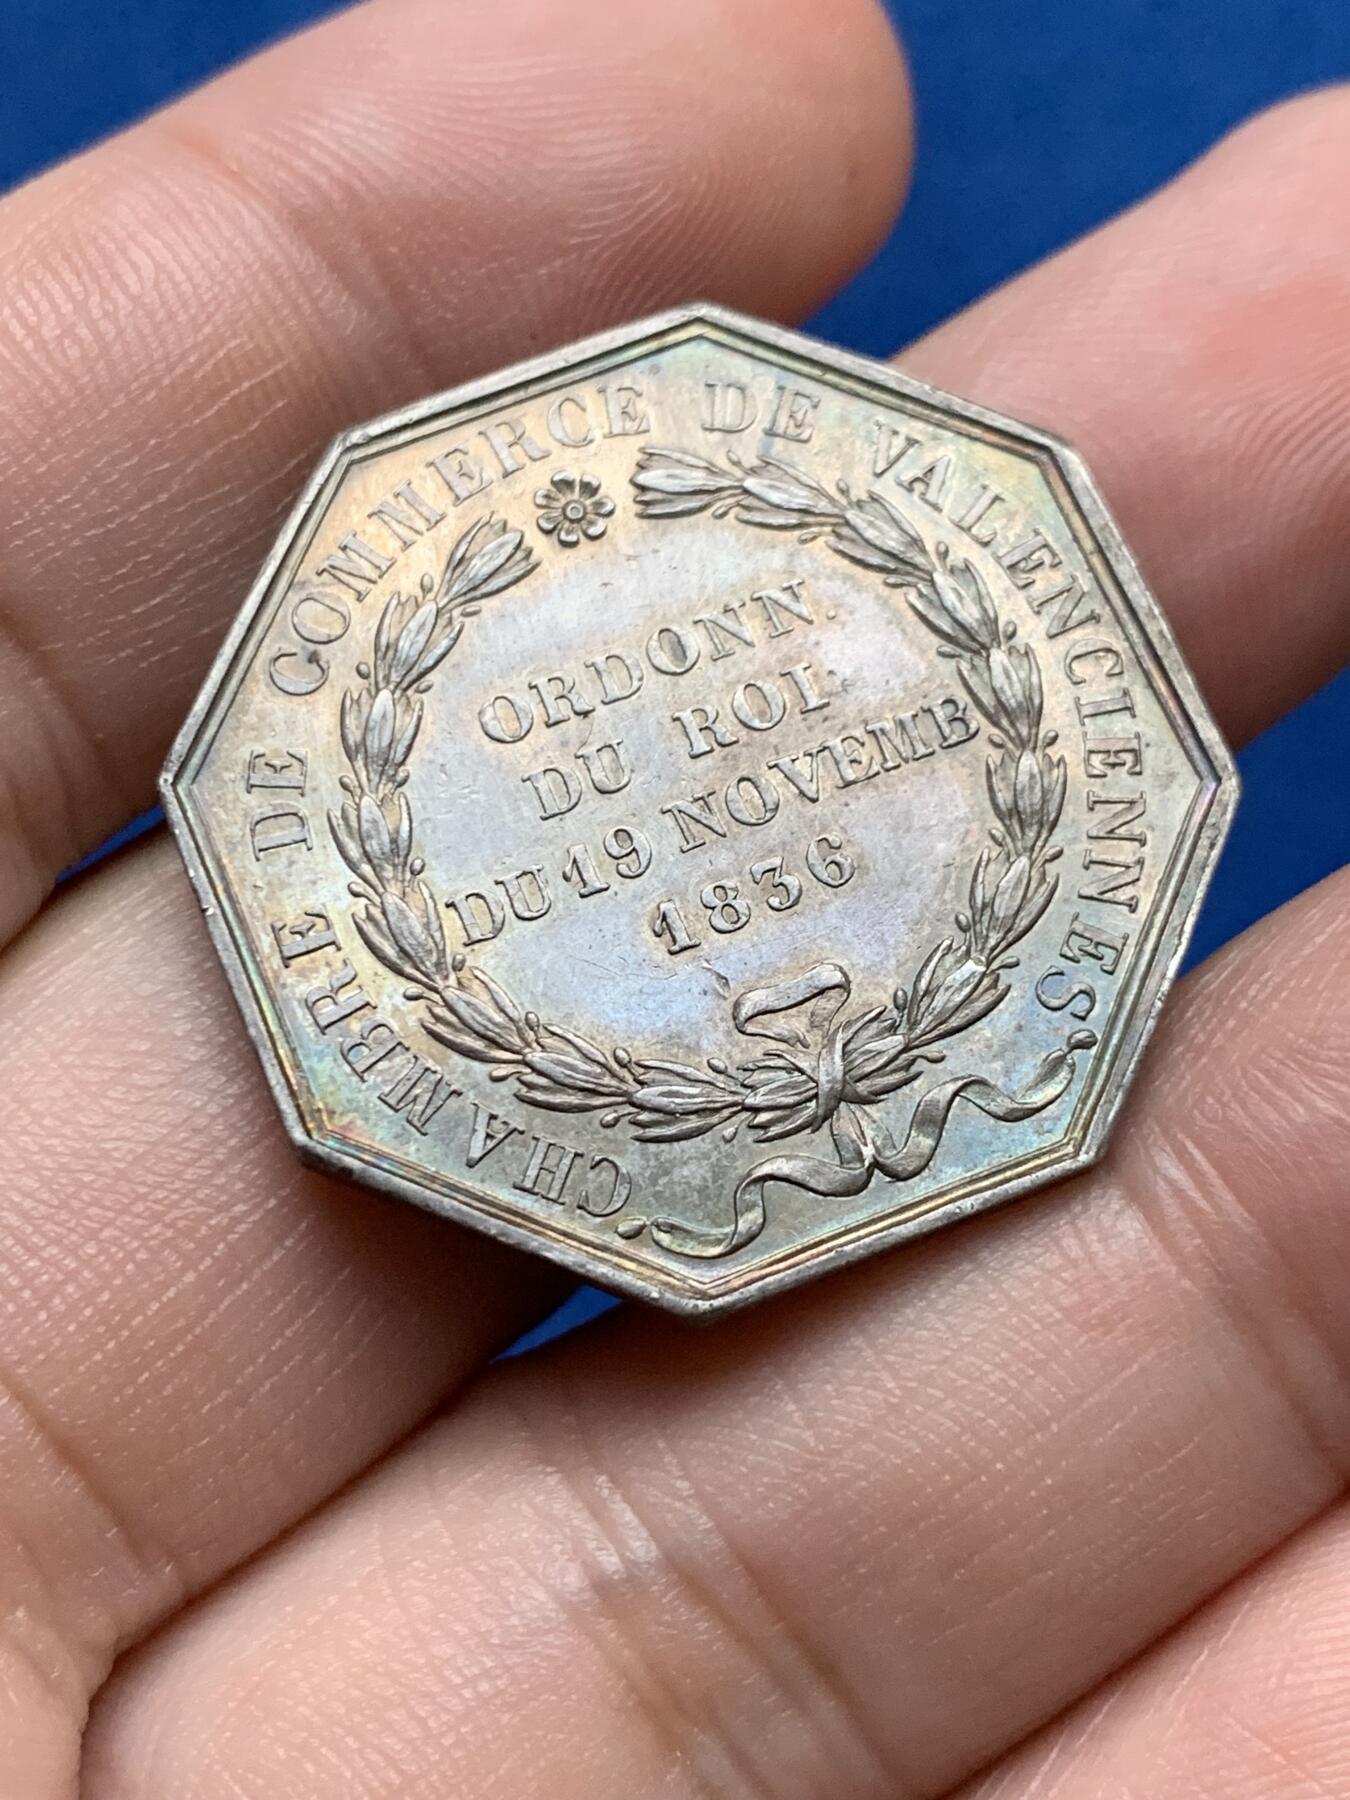 CHAMBRE DE COMMERCE DE VALENCIENNES
ORDONN.
DU ROI
DU 19 NOVEMB
1836